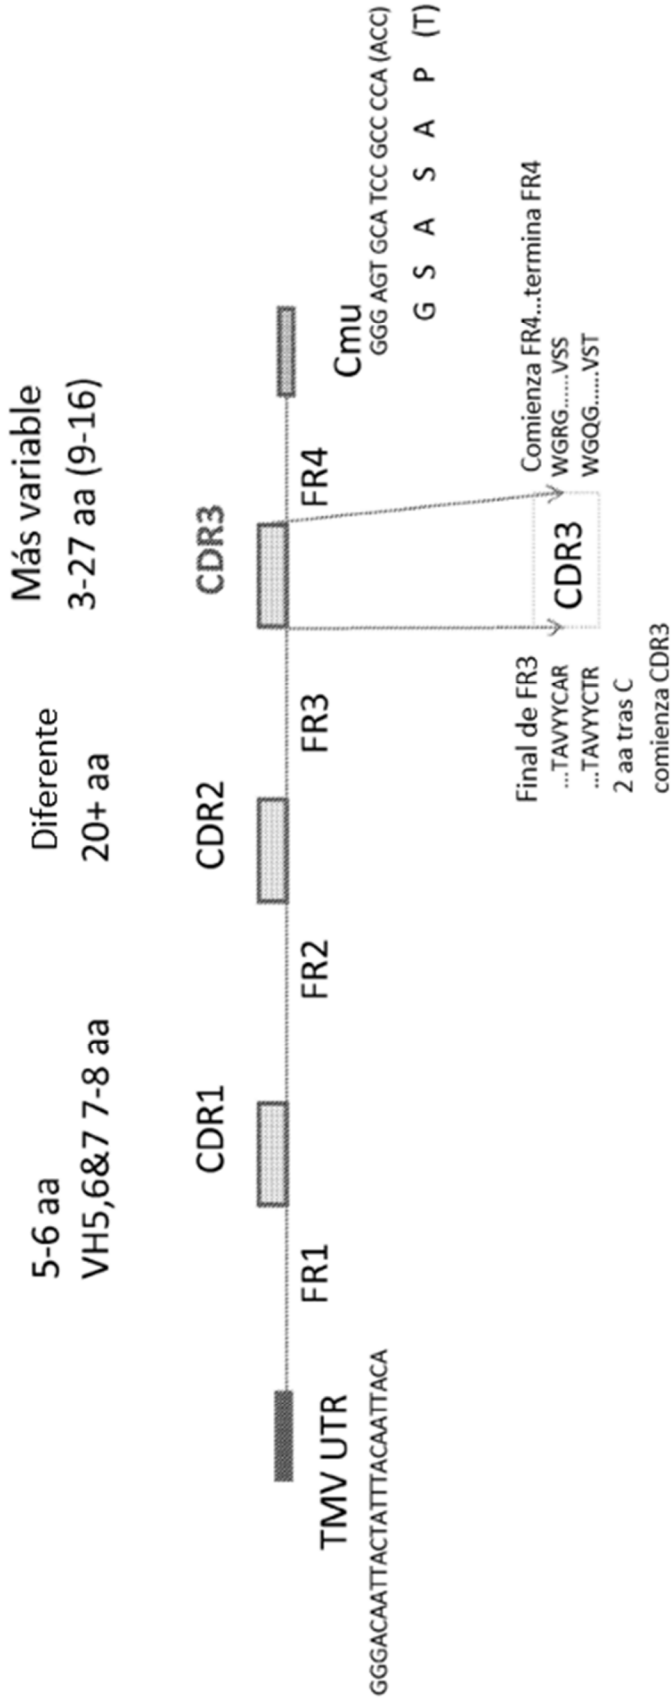 5-6 aa
VH5,6&7 7-8 aa
Diferente
20+ aa
Más variable
3-27 aa (9-16)
CDR1
CDR2
CDR3
FR1
FR2
FR3
FR4
TMV UTR
GGGACAATTACTATTTACAATTACA
Cmu
GGG AGT GCA TCC GCC CCA (ACC)
G S A S A P (T)
Final de FR3
...TAVYYCAR
...TAVYYCTR
2 aa tras C
comienza CDR3
CDR3
Comienza FR4...termina FR4
WGRG......VSS
WGQG......VST